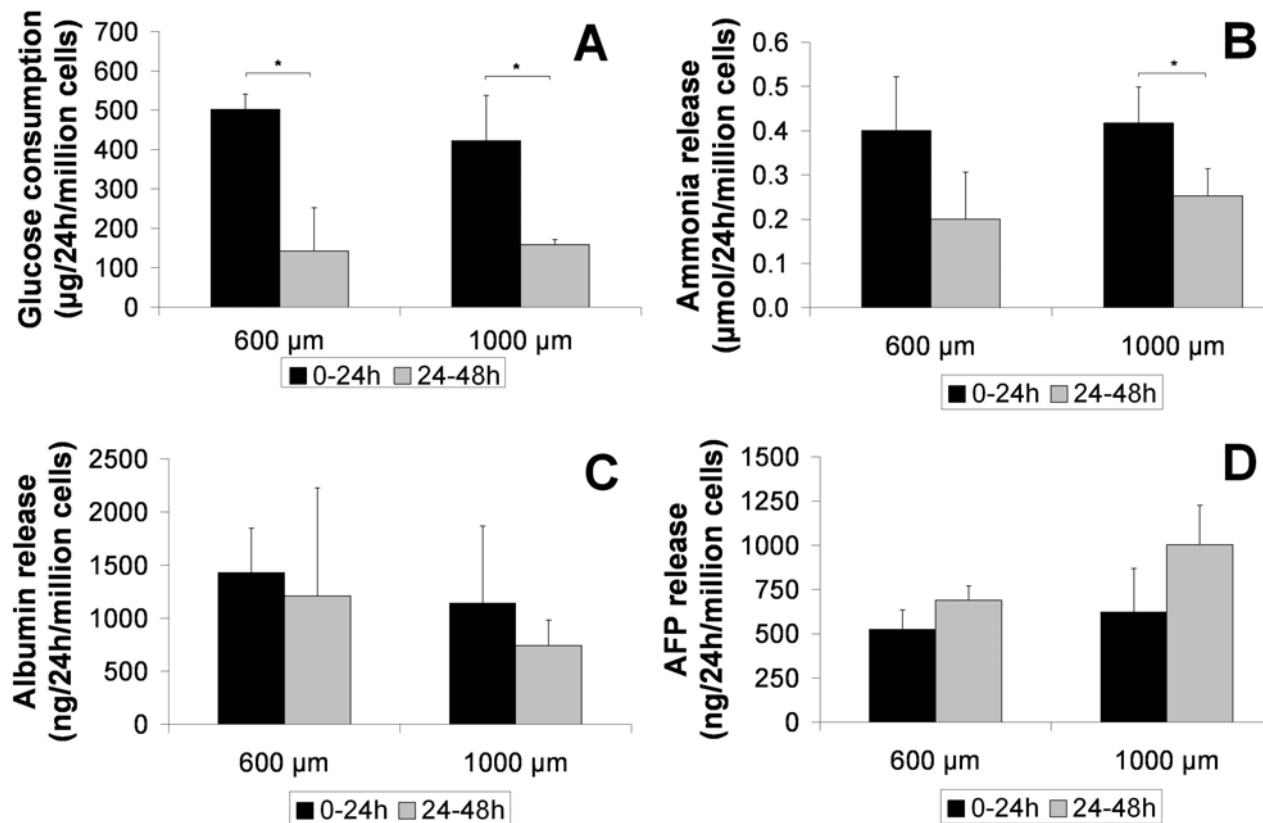 A
Glucose consumption
(µg/24h/million cells)
700
600
500
400
300
200
100
0
*
*
600 µm
1000 µm
0-24h
24-48h
B
Ammonia release
(µmol/24h/million cells)
0.6
0.5
0.4
0.3
0.2
0.1
0.0
*
600 µm
1000 µm
0-24h
24-48h
C
Albumin release
(ng/24h/million cells)
2500
2000
1500
1000
500
0
600 µm
1000 µm
0-24h
24-48h
D
AFP release
(ng/24h/million cells)
1500
1250
1000
750
500
250
0
600 µm
1000 µm
0-24h
24-48h